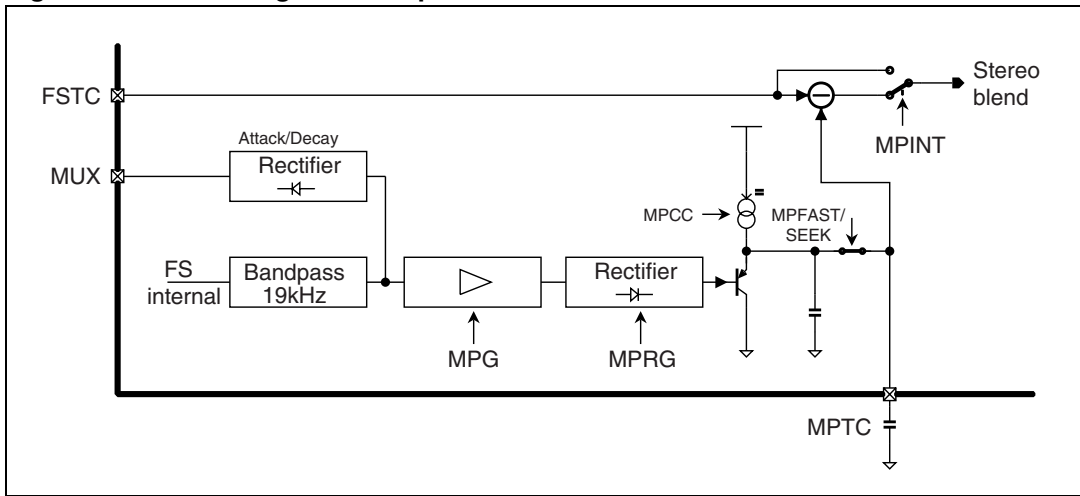 FSTC
Stereo
blend
MPINT
Attack/Decay
Rectifier
MUX
MPCC
MPFAST/
SEEK
FS
internal
Bandpass
19kHz
Rectifier
MPG
MPRG
MPTC